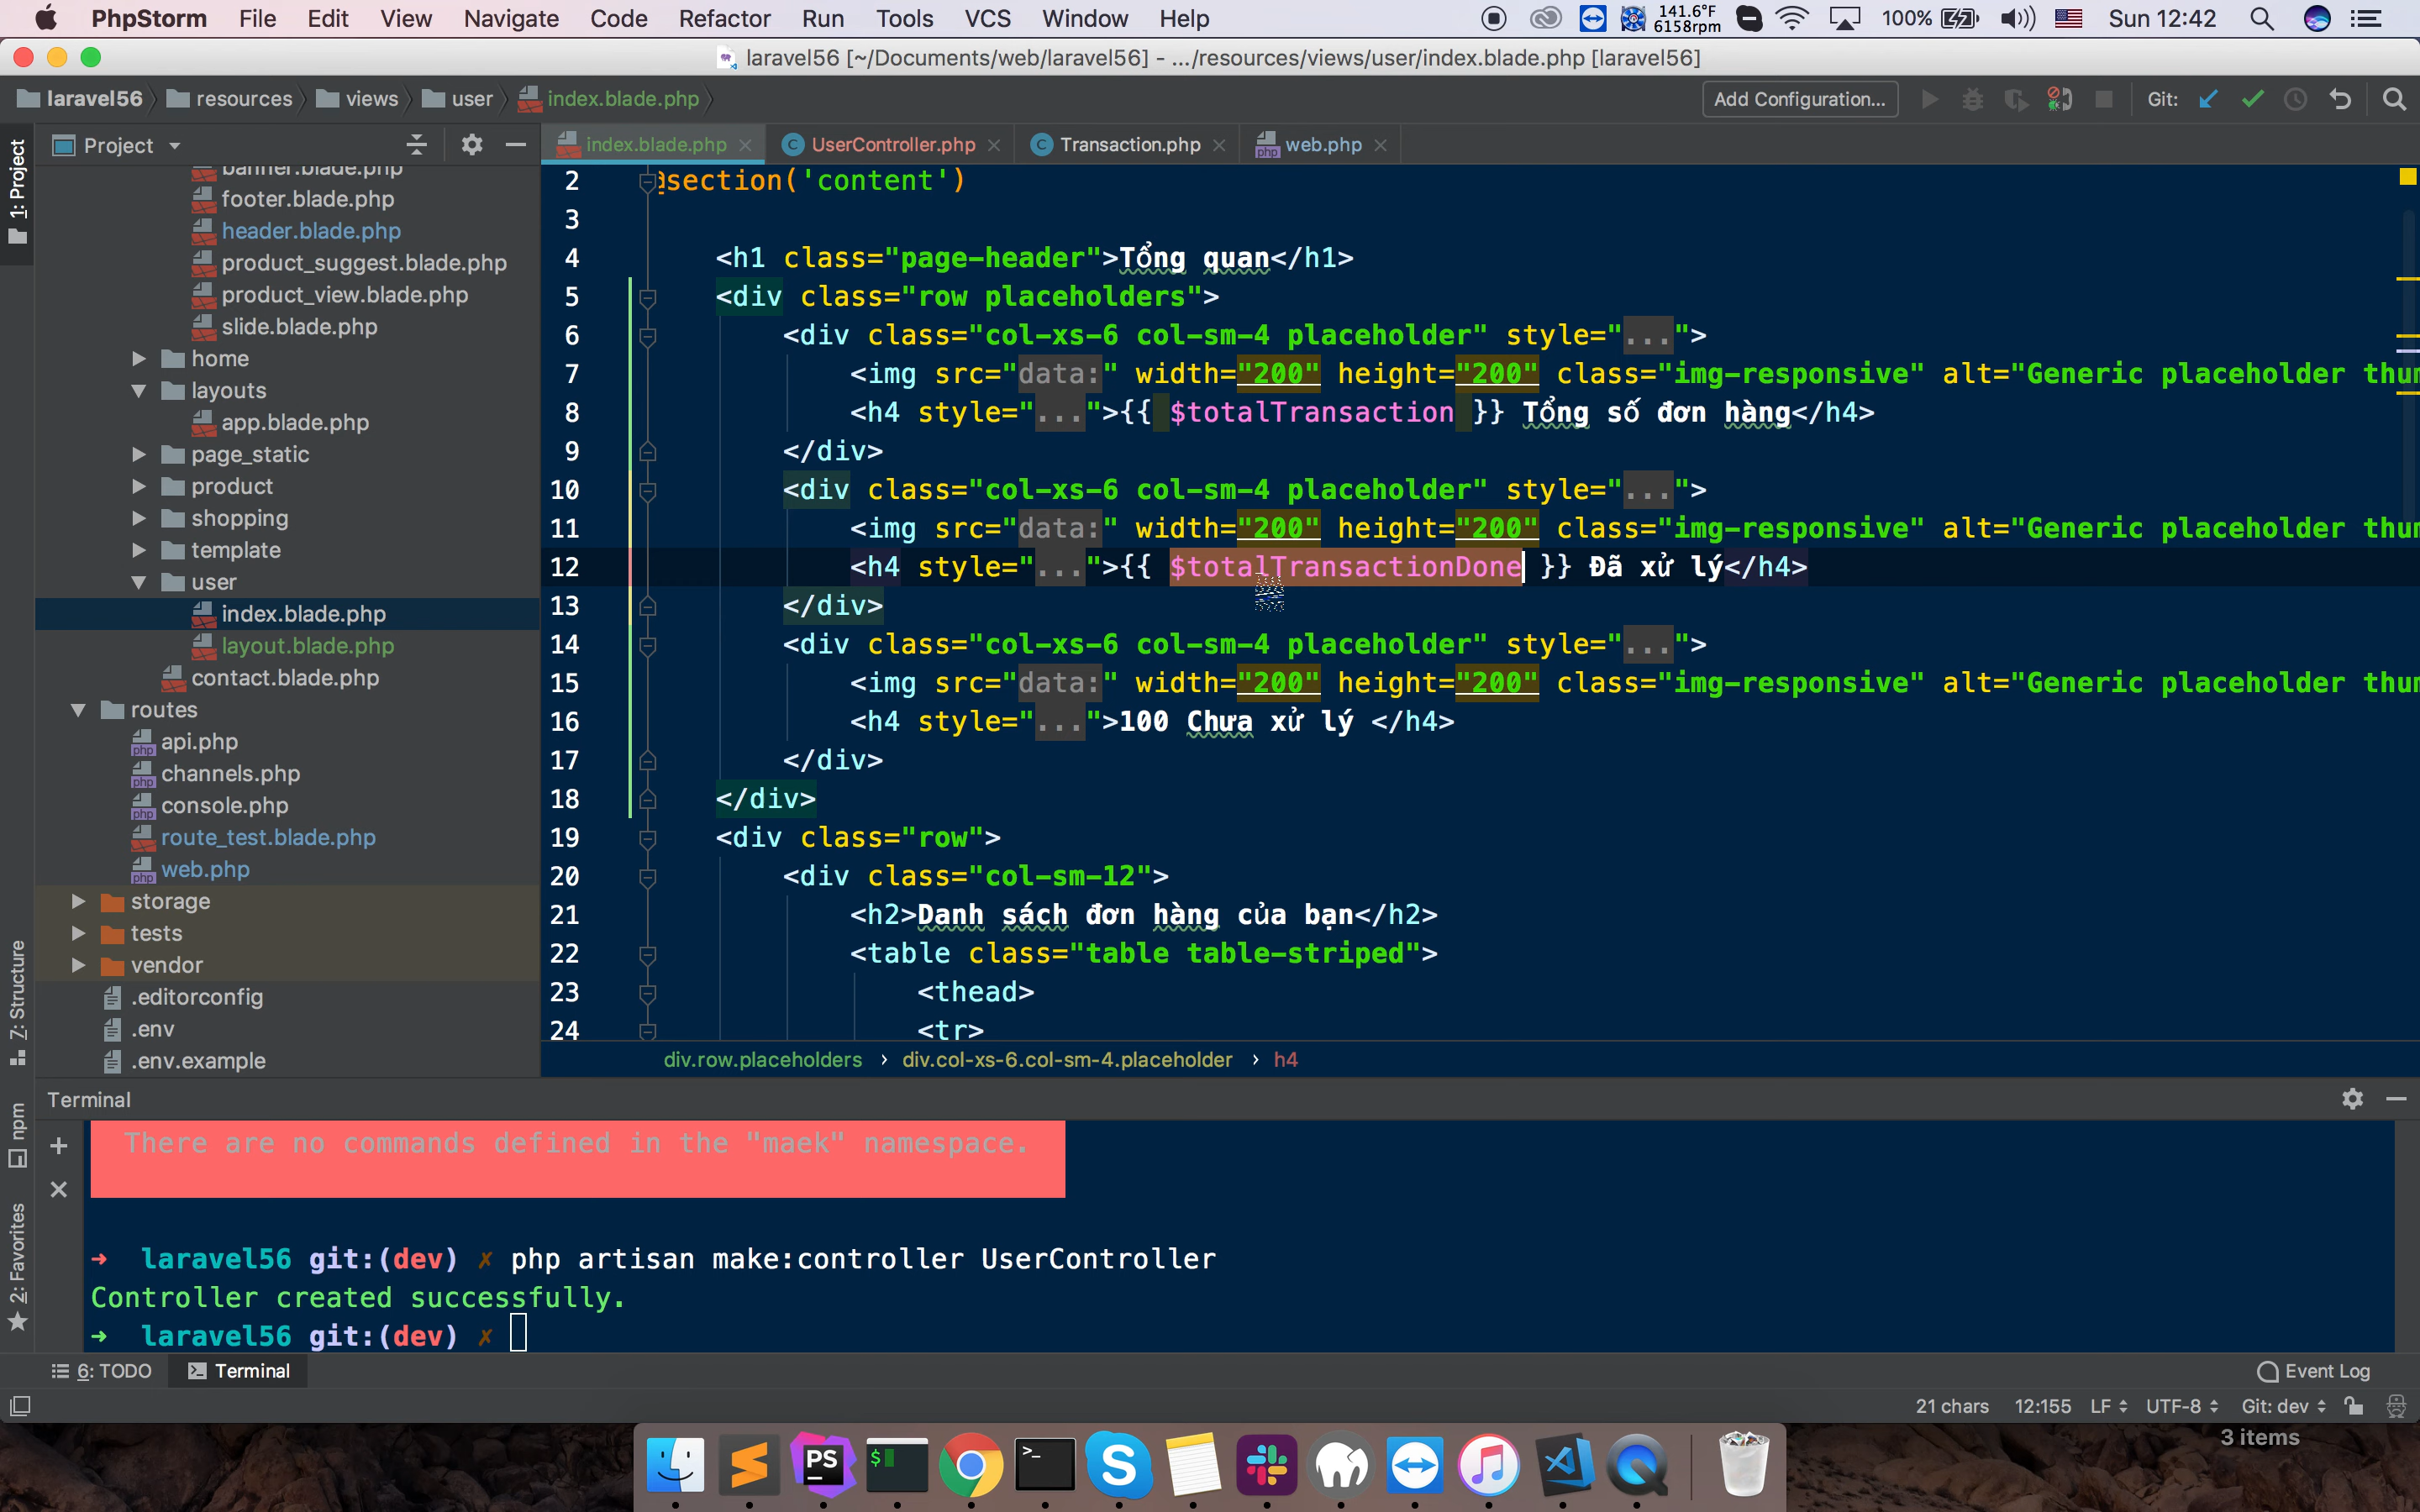 PhpStorm File Edit View Navigate Code Refactor Run Tools VCS Window Help 141.6°F 6158rpm 100% Sun 12:42
laravel56 [~/Documents/web/laravel56] - .../resources/views/user/index.blade.php [laravel56]
laravel56 resources views user index.blade.php Add Configuration... Git:
1: Project
Project
banner.blade.php
footer.blade.php
header.blade.php
product_suggest.blade.php
product_view.blade.php
slide.blade.php
home
layouts
app.blade.php
page_static
product
shopping
template
user
index.blade.php
layout.blade.php
contact.blade.php
routes
api.php
channels.php
console.php
route_test.blade.php
web.php
storage
tests
vendor
.editorconfig
.env
.env.example
7: Structure
npm
2: Favorites
index.blade.php UserController.php Transaction.php web.php
2 @section('content')
3
4 <h1 class="page-header">Tổng quan</h1>
5 <div class="row placeholders">
6 <div class="col-xs-6 col-sm-4 placeholder" style="...">
7 <img src="data:" width="200" height="200" class="img-responsive" alt="Generic placeholder thu
8 <h4 style="...">{{ $totalTransaction }} Tổng số đơn hàng</h4>
9 </div>
10 <div class="col-xs-6 col-sm-4 placeholder" style="...">
11 <img src="data:" width="200" height="200" class="img-responsive" alt="Generic placeholder thu
12 <h4 style="...">{{ $totalTransactionDone }} Đã xử lý</h4>
13 </div>
14 <div class="col-xs-6 col-sm-4 placeholder" style="...">
15 <img src="data:" width="200" height="200" class="img-responsive" alt="Generic placeholder thu
16 <h4 style="...">100 Chưa xử lý </h4>
17 </div>
18 </div>
19 <div class="row">
20 <div class="col-sm-12">
21 <h2>Danh sách đơn hàng của bạn</h2>
22 <table class="table table-striped">
23 <thead>
24 <tr>
div.row.placeholders › div.col-xs-6.col-sm-4.placeholder › h4
Terminal
There are no commands defined in the "maek" namespace.
➜ laravel56 git:(dev) ✗ php artisan make:controller UserController
Controller created successfully.
➜ laravel56 git:(dev) ✗
6: TODO Terminal Event Log
21 chars 12:155 LF UTF-8 Git: dev
3 items
PS